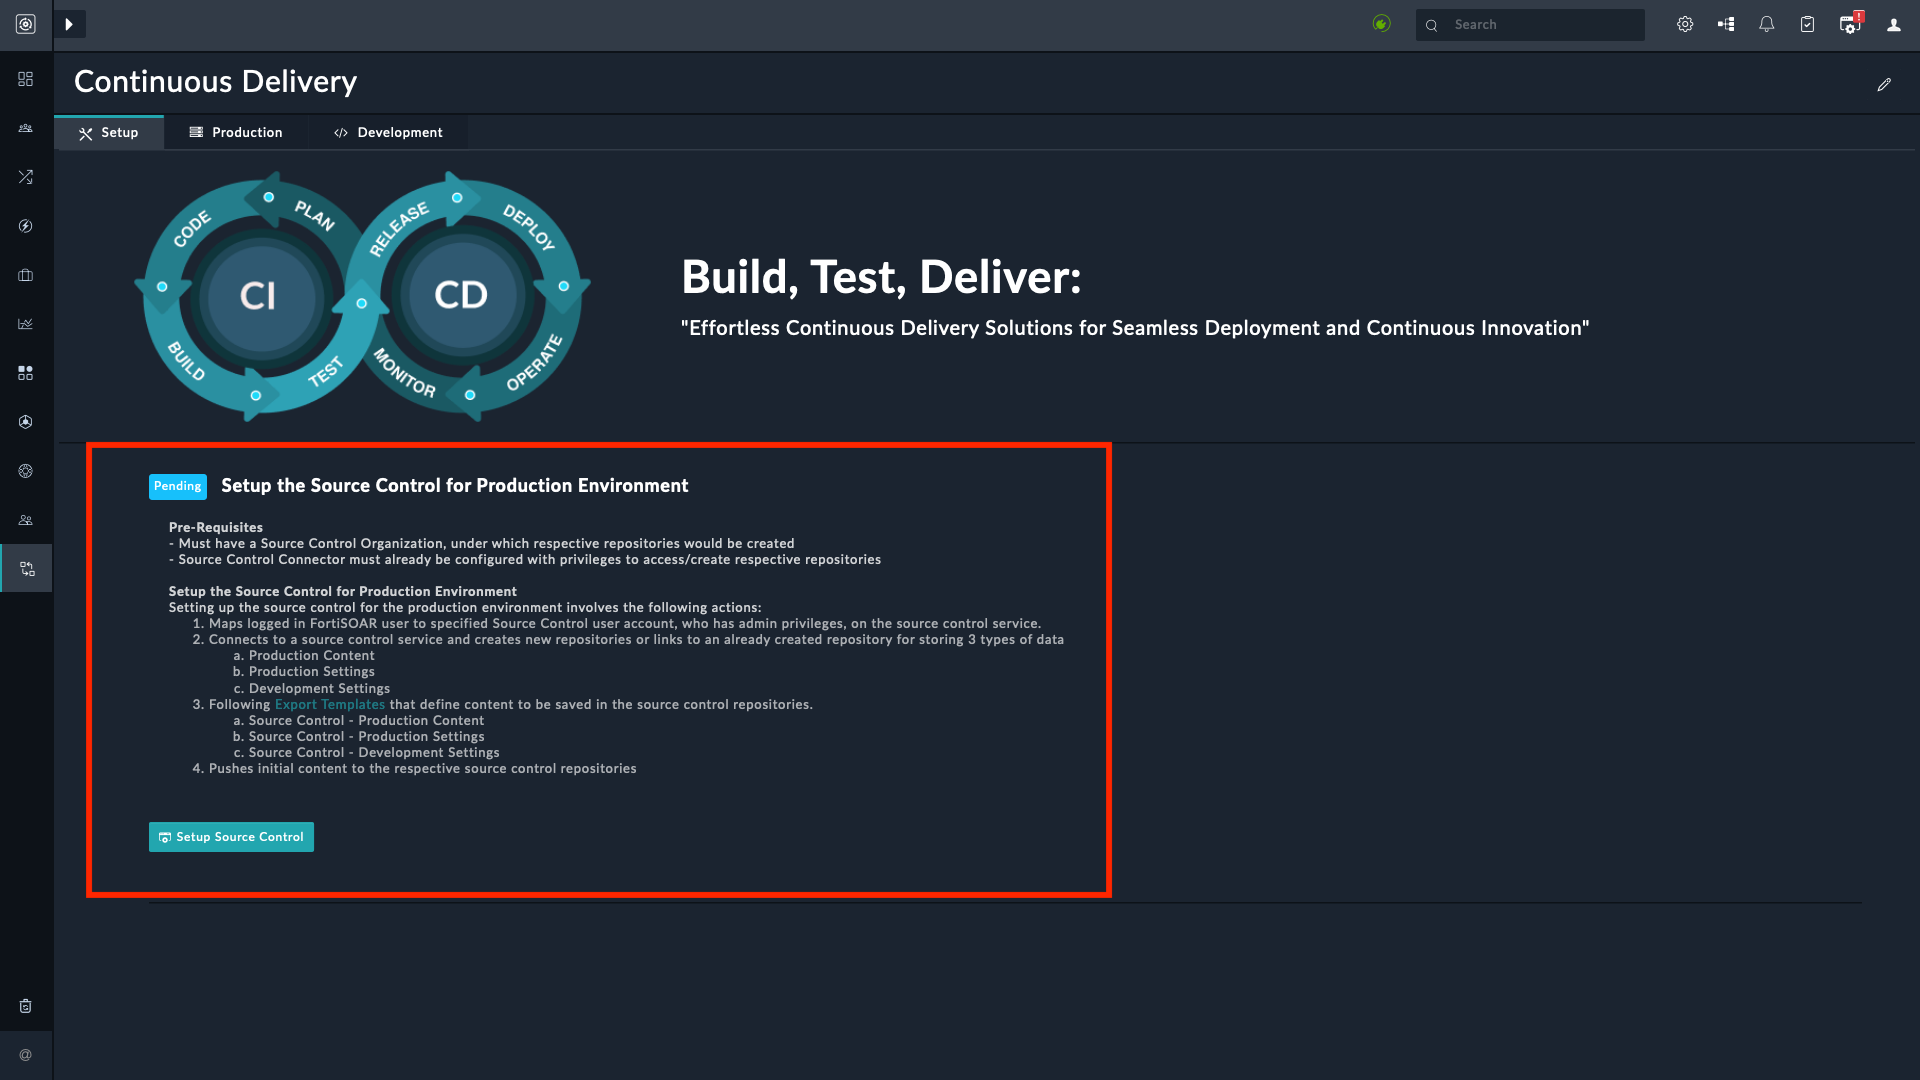 Search
!
Continuous Delivery
Setup
Production
Development
CODE
PLAN
RELEASE
DEPLOY
CI
CD
BUILD
TEST
MONITOR
OPERATE
Build, Test, Deliver:
"Effortless Continuous Delivery Solutions for Seamless Deployment and Continuous Innovation"
Pending
Setup the Source Control for Production Environment
Pre-Requisites
- Must have a Source Control Organization, under which respective repositories would be created
- Source Control Connector must already be configured with privileges to access/create respective repositories
Setup the Source Control for Production Environment
Setting up the source control for the production environment involves the following actions:
1. Maps logged in FortiSOAR user to specified Source Control user account, who has admin privileges, on the source control service.
2. Connects to a source control service and creates new repositories or links to an already created repository for storing 3 types of data
a. Production Content
b. Production Settings
c. Development Settings
3. Following Export Templates that define content to be saved in the source control repositories.
a. Source Control - Production Content
b. Source Control - Production Settings
c. Source Control - Development Settings
4. Pushes initial content to the respective source control repositories
Setup Source Control
@